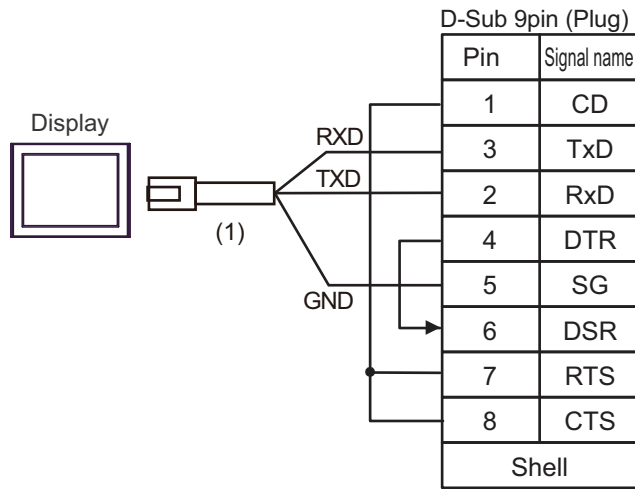 D-Sub 9pin (Plug)
Pin Signal name
1 CD
Display
RXD
3 TxD
TXD
2 RxD
(1)
4 DTR
5 SG
GND
6 DSR
7 RTS
8 CTS
Shell